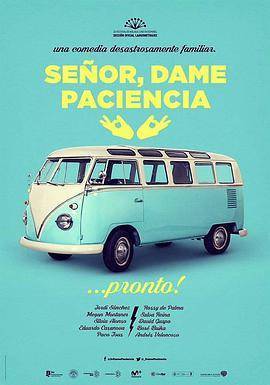 una comedia desastrosamente familiar.
SEÑOR, DAME
PACIENCIA
...pronto!
Jordi Sánchez
Rossy de Palma
Megan Montaner
Salva Reina
Silvia Alonso
David Guapo
Eduardo Casanova
Boré Buika
Paco Tous
Andrés Velencoso